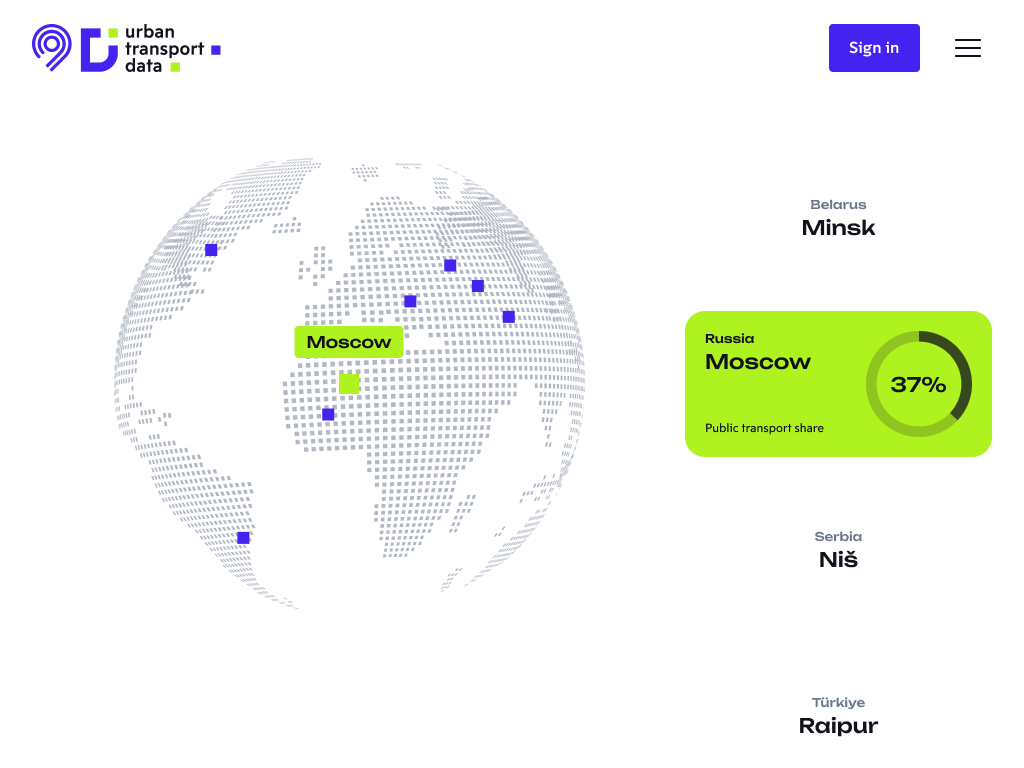 urban
transport
data
Sign in
Belarus
Minsk
Moscow
Russia
Moscow
37%
Public transport share
Serbia
Niš
Türkiye
Raipur